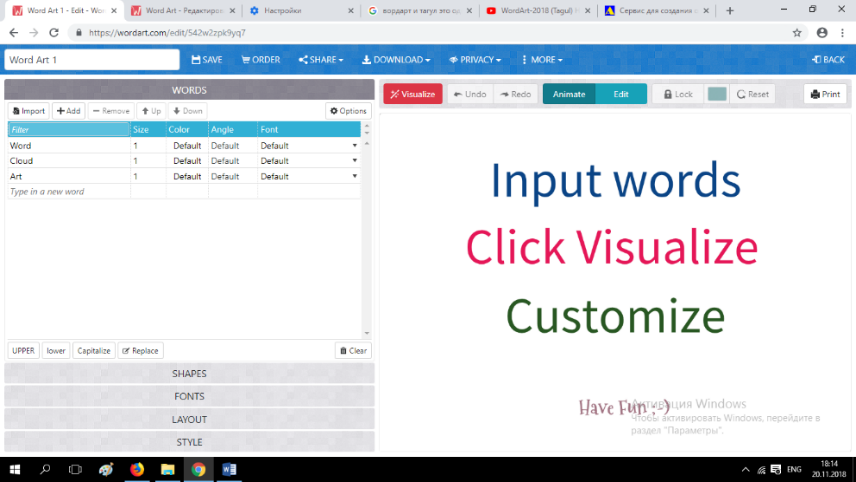 Word Art 1 - Edit - Wo
Word Art - Редактиров
Настройки
вордарт и тагул это од
WordArt-2018 (Tagul) Н
Сервис для создания с
https://wordart.com/edit/542w2zpk9yq7
Word Art 1 SAVE ORDER SHARE DOWNLOAD PRIVACY MORE BACK
WORDS
Import Add Remove Up Down Options
Filter Size Color Angle Font
Word 1 Default Default Default
Cloud 1 Default Default Default
Art 1 Default Default Default
Type in a new word
UPPER lower Capitalize Replace Clear
SHAPES
FONTS
LAYOUT
STYLE
Visualize Undo Redo Animate Edit Lock Reset Print
Input words
Click Visualize
Customize
Have Fun ;-)
Активация Windows
Чтобы активировать Windows, перейдите в
раздел "Параметры".
ENG
18:14
20.11.2018